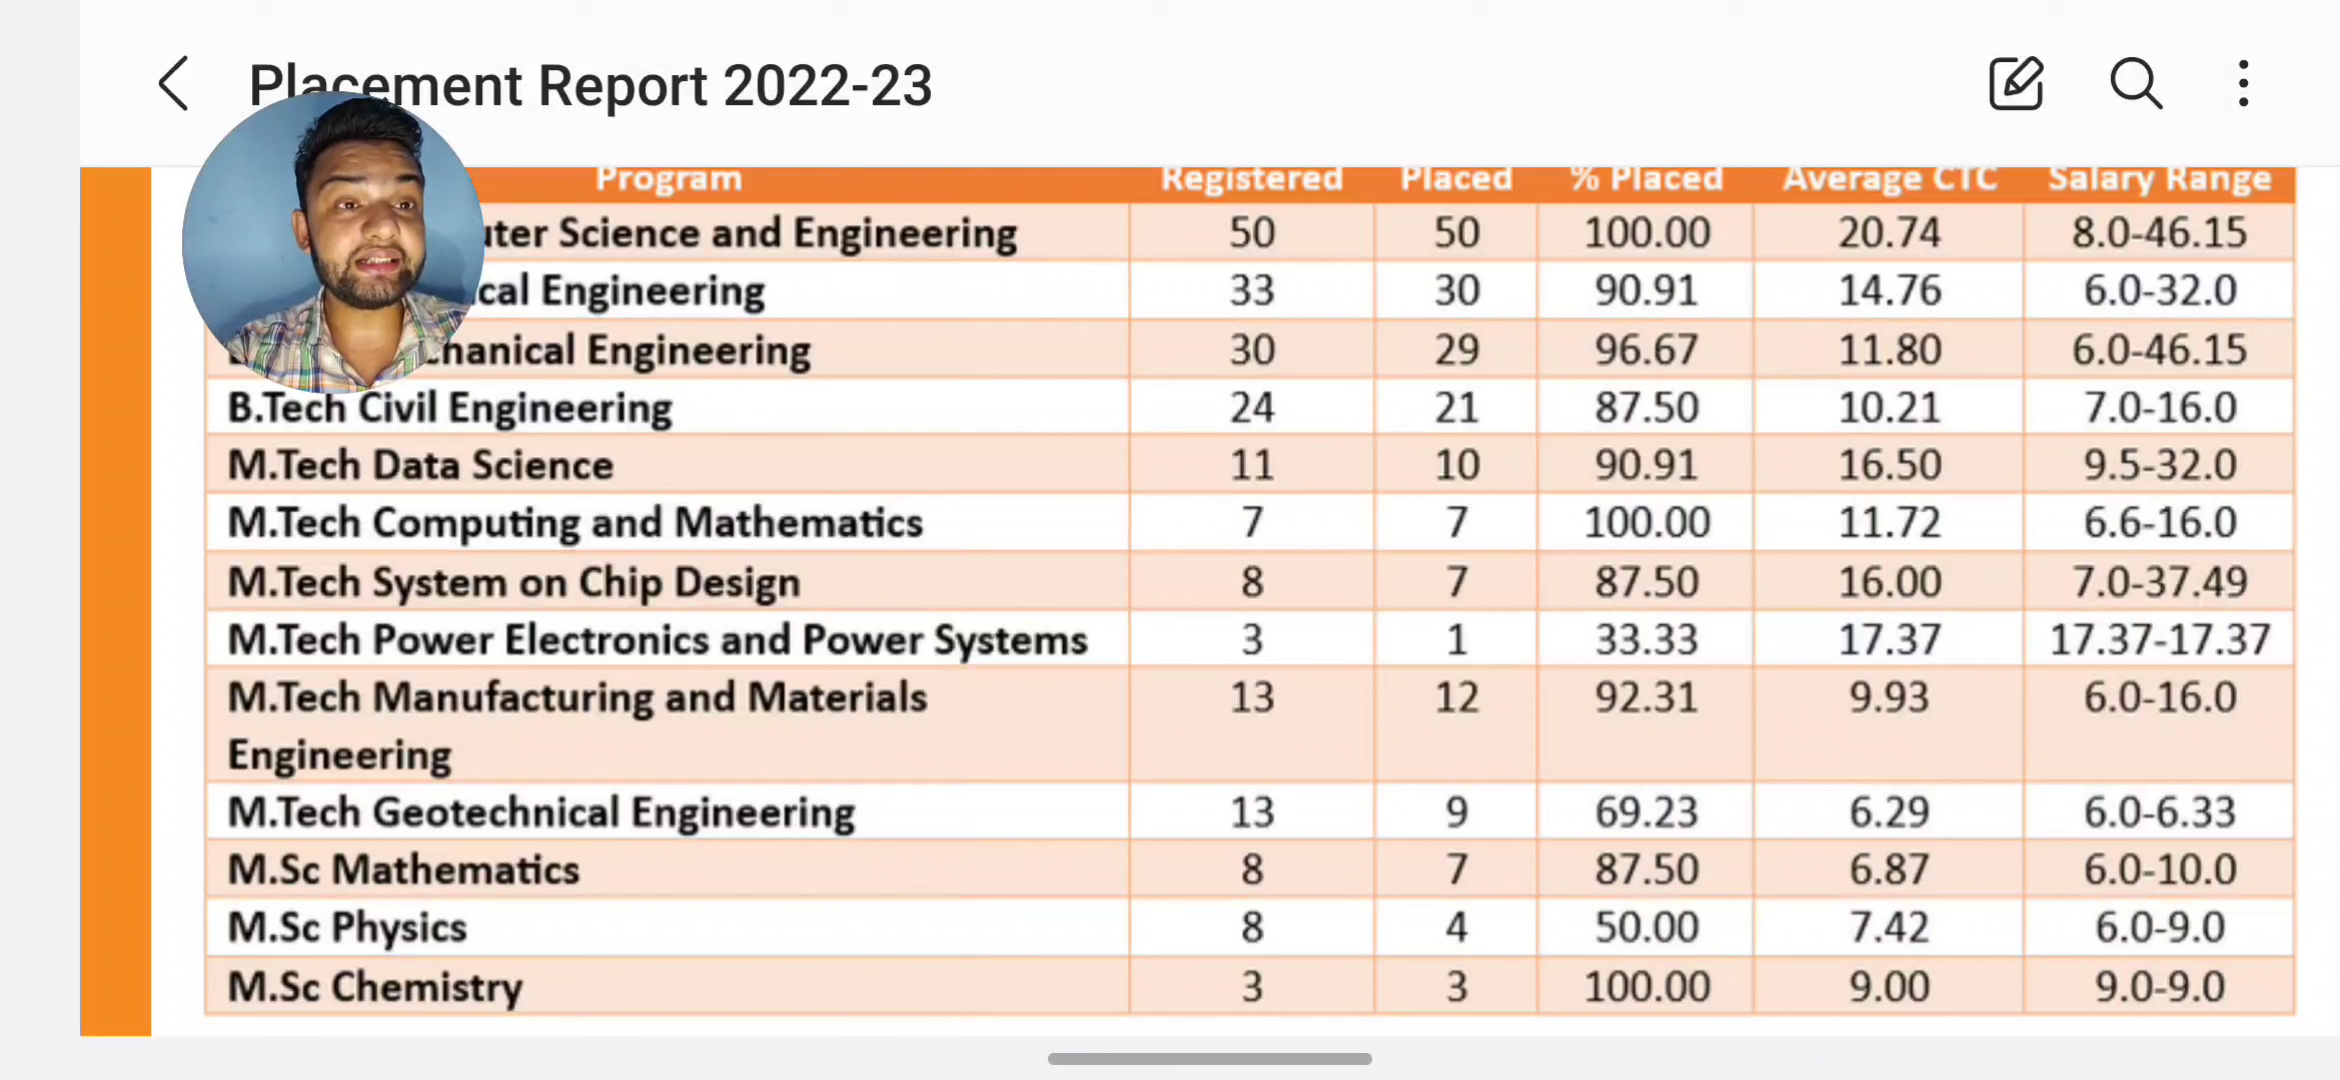 Placement Report 2022-23
Program Registered Placed % Placed Average CTC Salary Range
Science and Engineering 50 50 100.00 20.74 8.0-46.15
Engineering 33 30 90.91 14.76 6.0-32.0
Engineering 30 29 96.67 11.80 6.0-46.15
B.Tech Civil Engineering 24 21 87.50 10.21 7.0-16.0
M.Tech Data Science 11 10 90.91 16.50 9.5-32.0
M.Tech Computing and Mathematics 7 7 100.00 11.72 6.6-16.0
M.Tech System on Chip Design 8 7 87.50 16.00 7.0-37.49
M.Tech Power Electronics and Power Systems 3 1 33.33 17.37 17.37-17.37
M.Tech Manufacturing and Materials 13 12 92.31 9.93 6.0-16.0
Engineering
M.Tech Geotechnical Engineering 13 9 69.23 6.29 6.0-6.33
M.Sc Mathematics 8 7 87.50 6.87 6.0-10.0
M.Sc Physics 8 4 50.00 7.42 6.0-9.0
M.Sc Chemistry 3 3 100.00 9.00 9.0-9.0